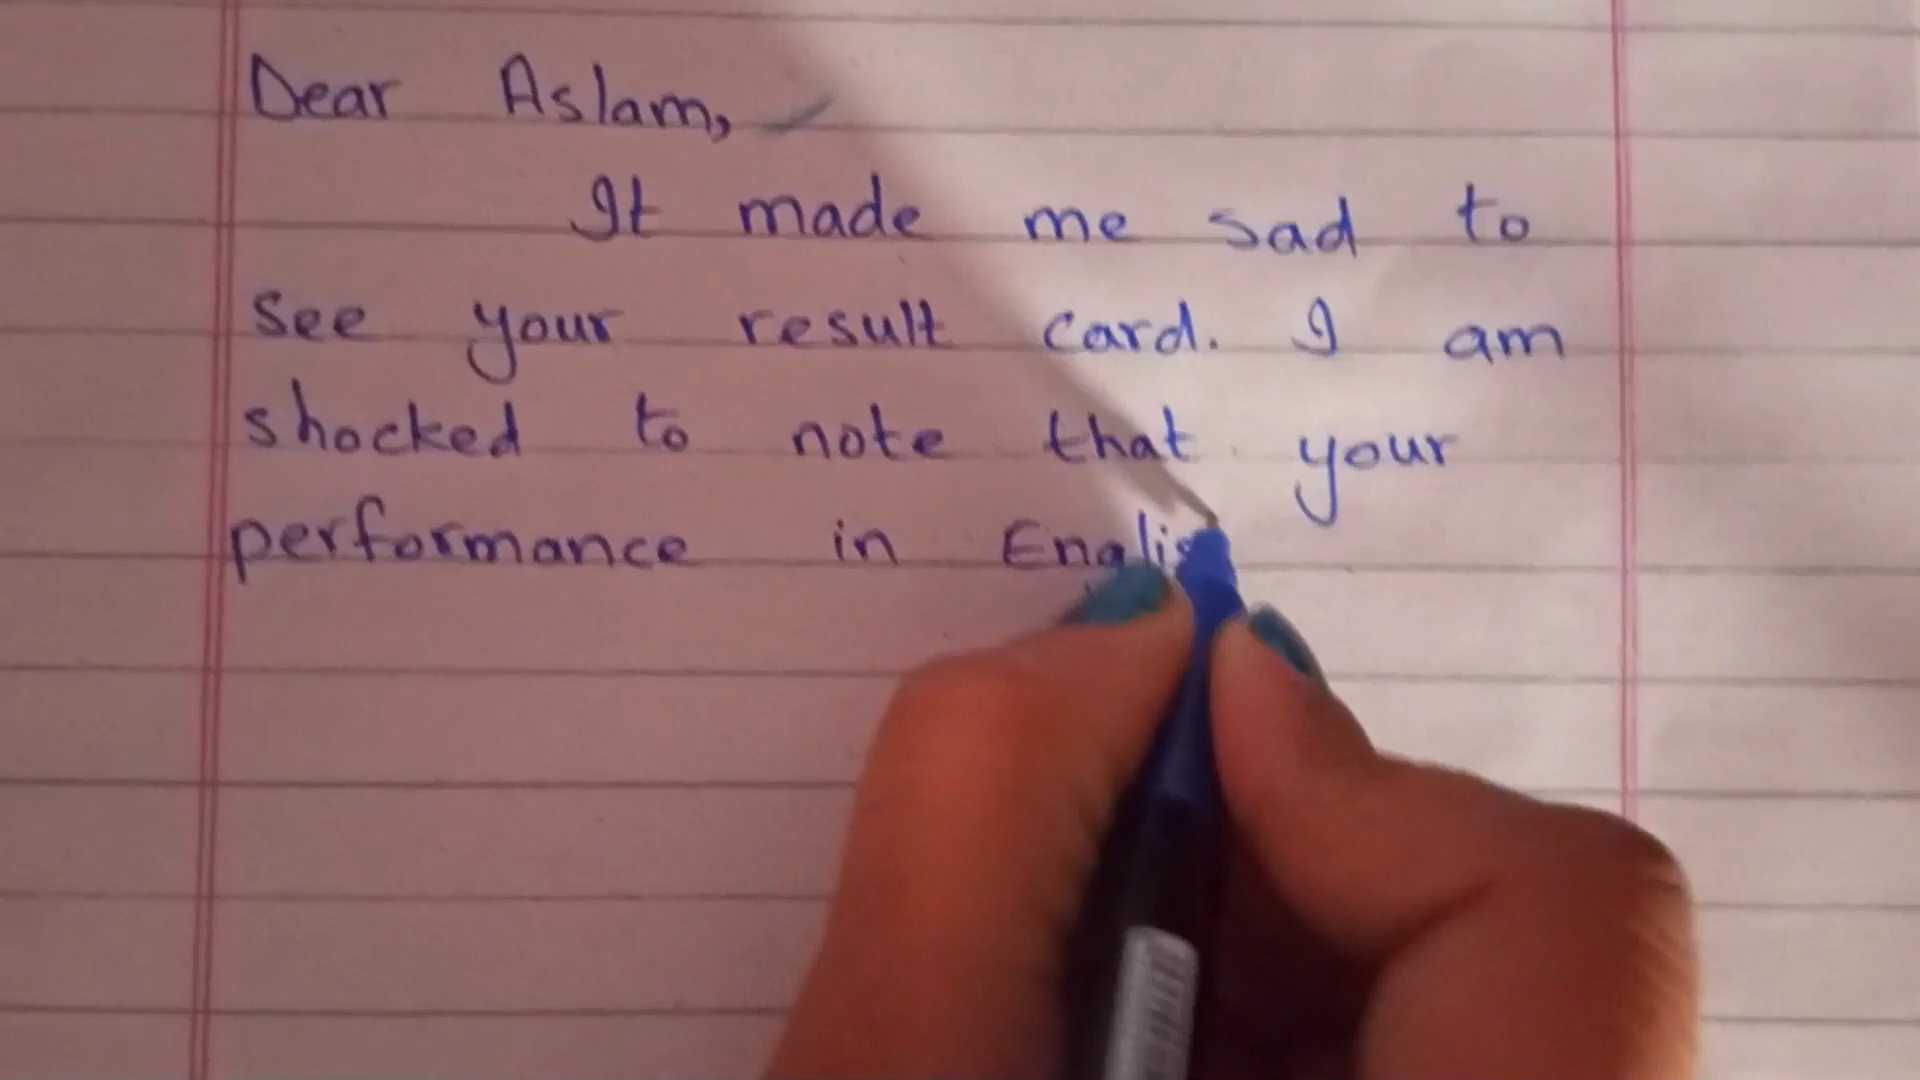 Dear Aslam,
It made me sad to
see your result card. I am
shocked to note that your
performance in Englis